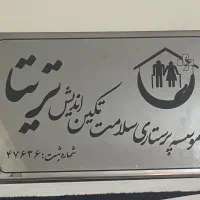 موسسه پرستاری سلامت تکین اندیش تریتا
شماره ثبت: ۴۷۶۳۶